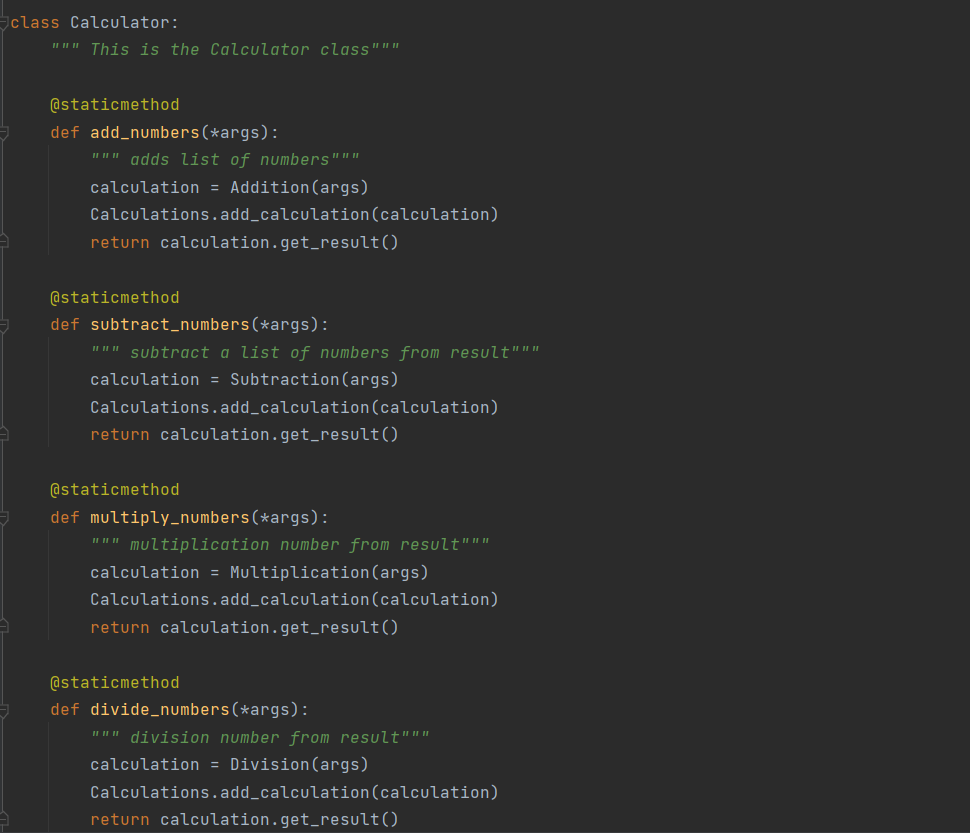 class Calculator:
    """ This is the Calculator class"""

    @staticmethod
    def add_numbers(*args):
        """ adds list of numbers"""
        calculation = Addition(args)
        Calculations.add_calculation(calculation)
        return calculation.get_result()

    @staticmethod
    def subtract_numbers(*args):
        """ subtract a list of numbers from result"""
        calculation = Subtraction(args)
        Calculations.add_calculation(calculation)
        return calculation.get_result()

    @staticmethod
    def multiply_numbers(*args):
        """ multiplication number from result"""
        calculation = Multiplication(args)
        Calculations.add_calculation(calculation)
        return calculation.get_result()

    @staticmethod
    def divide_numbers(*args):
        """ division number from result"""
        calculation = Division(args)
        Calculations.add_calculation(calculation)
        return calculation.get_result()